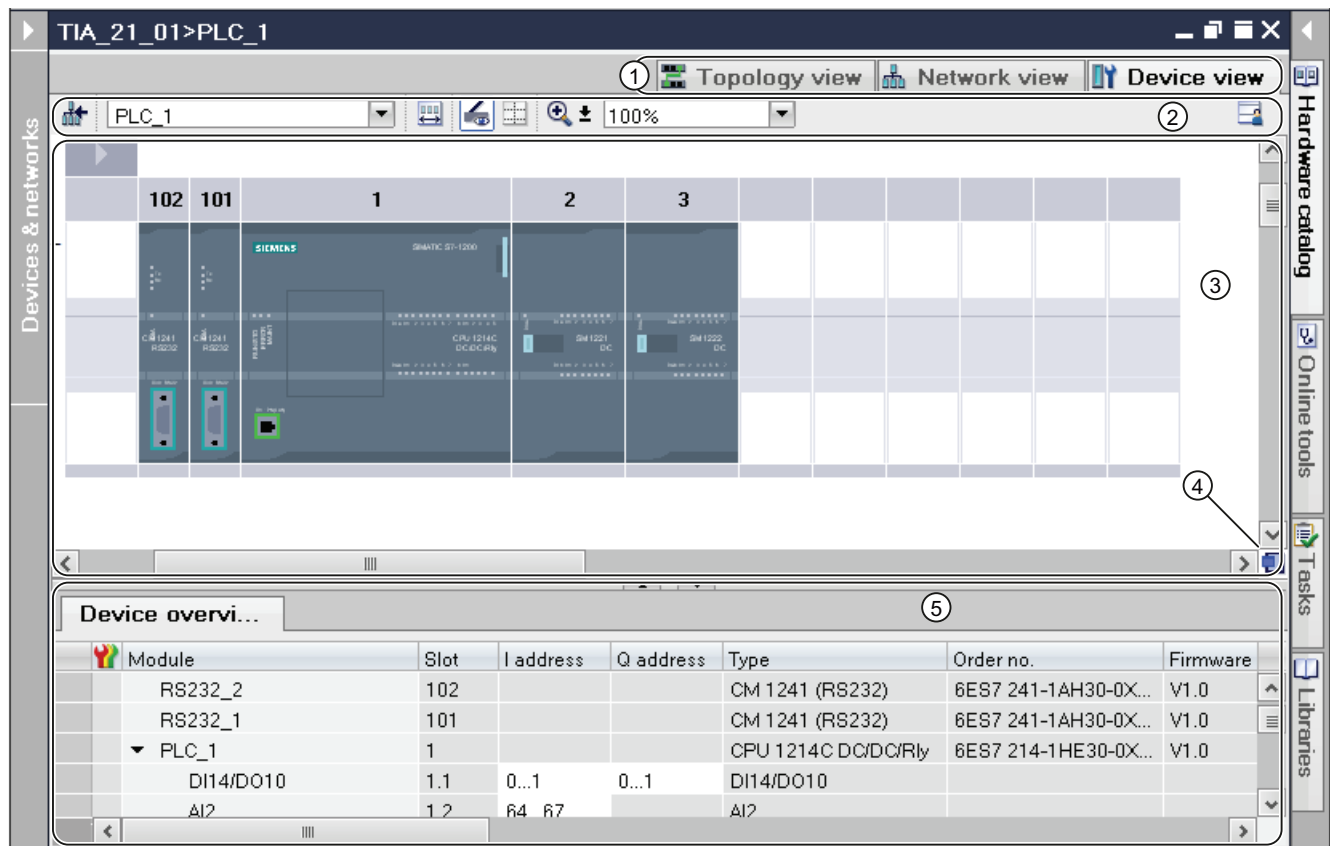 TIA_21_01>PLC_1
① Topology view Network view Device view
PLC_1 100% ②
Devices & networks
102 101 1 2 3
SIEMENS SIMATIC S7-1200
③
CM 1241 RS232
CM 1241 RS232
CPU 1214C DC/DC/Rly
SM 1221 DC
SM 1222 DC
④
Device overvi... ⑤
Module Slot I address Q address Type Order no. Firmware
RS232_2 102 CM 1241 (RS232) 6ES7 241-1AH30-0X... V1.0
RS232_1 101 CM 1241 (RS232) 6ES7 241-1AH30-0X... V1.0
PLC_1 1 CPU 1214C DC/DC/Rly 6ES7 214-1HE30-0X... V1.0
DI14/DO10 1.1 0...1 0...1 DI14/DO10
AI2 1.2 64...67 AI2
Hardware catalog
Online tools
Tasks
Libraries